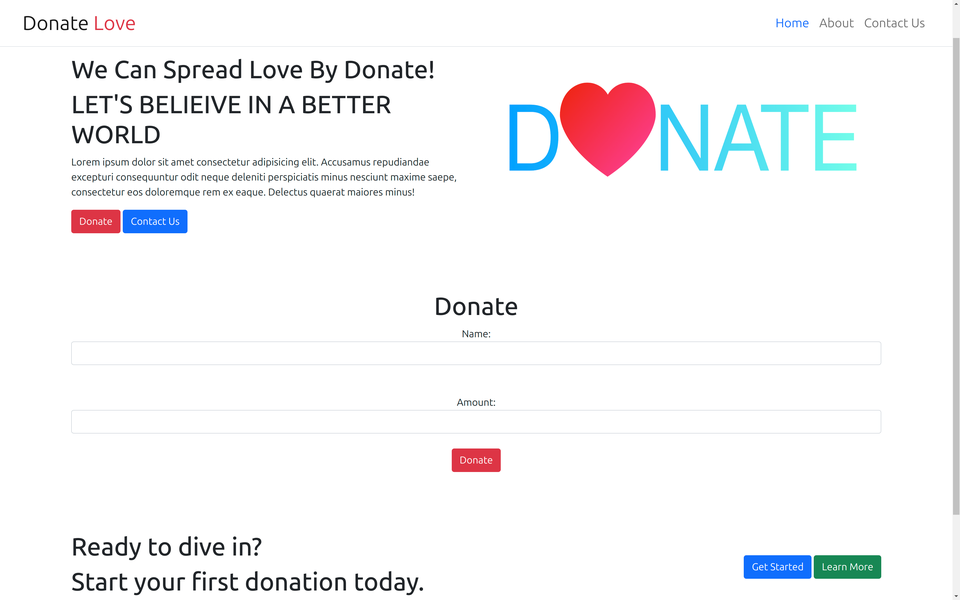 Donate Love
Home About Contact Us
We Can Spread Love By Donate!
LET'S BELIEIVE IN A BETTER
WORLD
Lorem ipsum dolor sit amet consectetur adipisicing elit. Accusamus repudiandae
excepturi consequuntur odit neque deleniti perspiciatis minus nesciunt maxime saepe,
consectetur eos doloremque rem ex eaque. Delectus quaerat maiores minus!
Donate Contact Us
D NATE
Donate
Name:
Amount:
Donate
Ready to dive in?
Start your first donation today.
Get Started Learn More